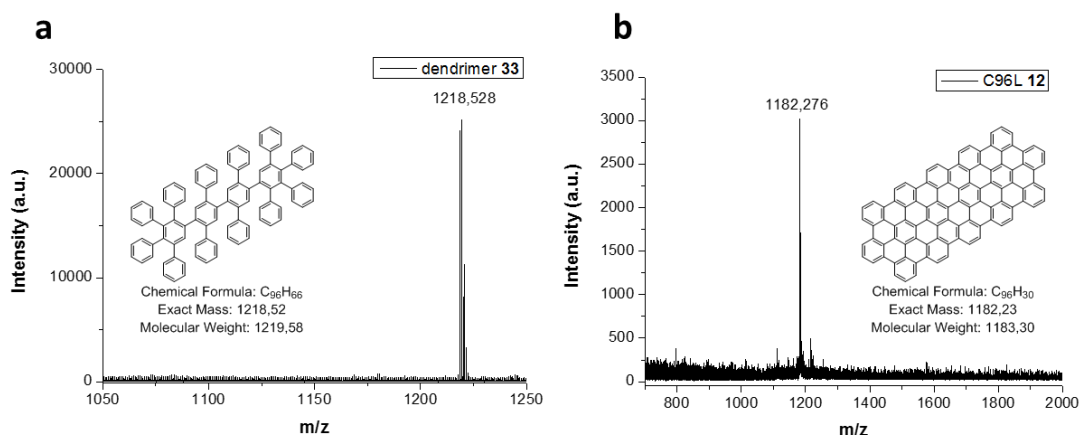 a
dendrimer 33
1218,528
Intensity (a.u.)
30000
20000
10000
0
Chemical Formula: C₉₆H₆₆
Exact Mass: 1218,52
Molecular Weight: 1219,58
1050
1100
1150
1200
1250
m/z
b
C96L 12
1182,276
Intensity (a.u.)
3500
3000
2500
2000
1500
1000
500
0
Chemical Formula: C₉₆H₃₀
Exact Mass: 1182,23
Molecular Weight: 1183,30
800
1000
1200
1400
1600
1800
2000
m/z